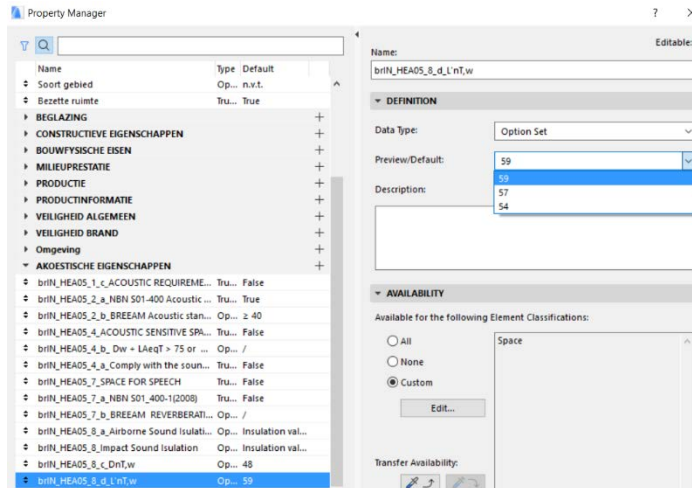 Property Manager
?
Name Type Default
Soort gebied Op... n.v.t.
Bezette ruimte Tru... True
BEGLAZING
CONSTRUCTIEVE EIGENSCHAPPEN
BOUWFYSISCHE EISEN
MILIEUPRESTATIE
PRODUCTIE
PRODUCTINFORMATIE
VEILIGHEID ALGEMEEN
VEILIGHEID BRAND
Omgeving
AKOESTISCHE EIGENSCHAPPEN
brIN_HEA05_1_c_ACOUSTIC REQUIREME... Tru... False
brIN_HEA05_2_a_NBN S01-400 Acoustic ... Tru... True
brIN_HEA05_2_b_BREEAM Acoustic stan... Op... ≥ 40
brIN_HEA05_4_ACOUSTIC SENSITIVE SPA... Tru... False
brIN_HEA05_4_b_ Dw + LAeqT > 75 or ... Op... /
brIN_HEA05_4_a_Comply with the soun... Tru... False
brIN_HEA05_7_SPACE FOR SPEECH Tru... False
brIN_HEA05_7_a_NBN S01_400-1(2008) Tru... False
brIN_HEA05_7_b_BREEAM REVERBERATI... Op... /
brIN_HEA05_8_a_Airborne Sound Isulati... Op... Insulation val...
brIN_HEA05_8_Impact Sound Isulation Op... Insulation val...
brIN_HEA05_8_c_DnT,w Op... 48
brIN_HEA05_8_d_L'nT,w Op... 59
Editable:
Name:
brIN_HEA05_8_d_L'nT,w
DEFINITION
Data Type: Option Set
Preview/Default: 59
59
57
54
Description:
AVAILABILITY
Available for the following Element Classifications:
All
None
Custom
Edit...
Space
Transfer Availability: